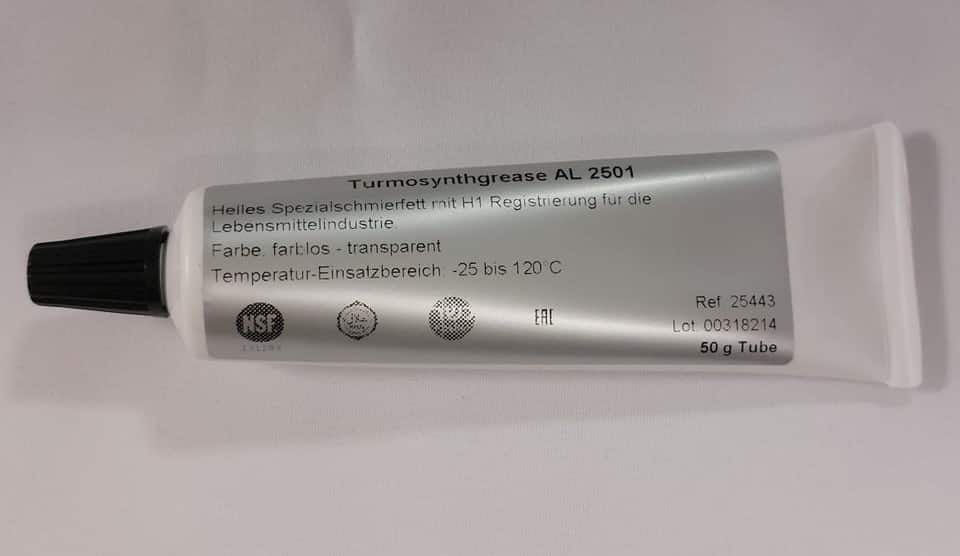 Turmosynthgrease AL 2501
Helles Spezialschmierfett mit H1 Registrierung für die
Lebensmittelindustrie.
Farbe: farblos - transparent
Temperatur-Einsatzbereich: -25 bis 120°C
NSF
EAC
Ref 25443
Lot 00318214
50 g Tube